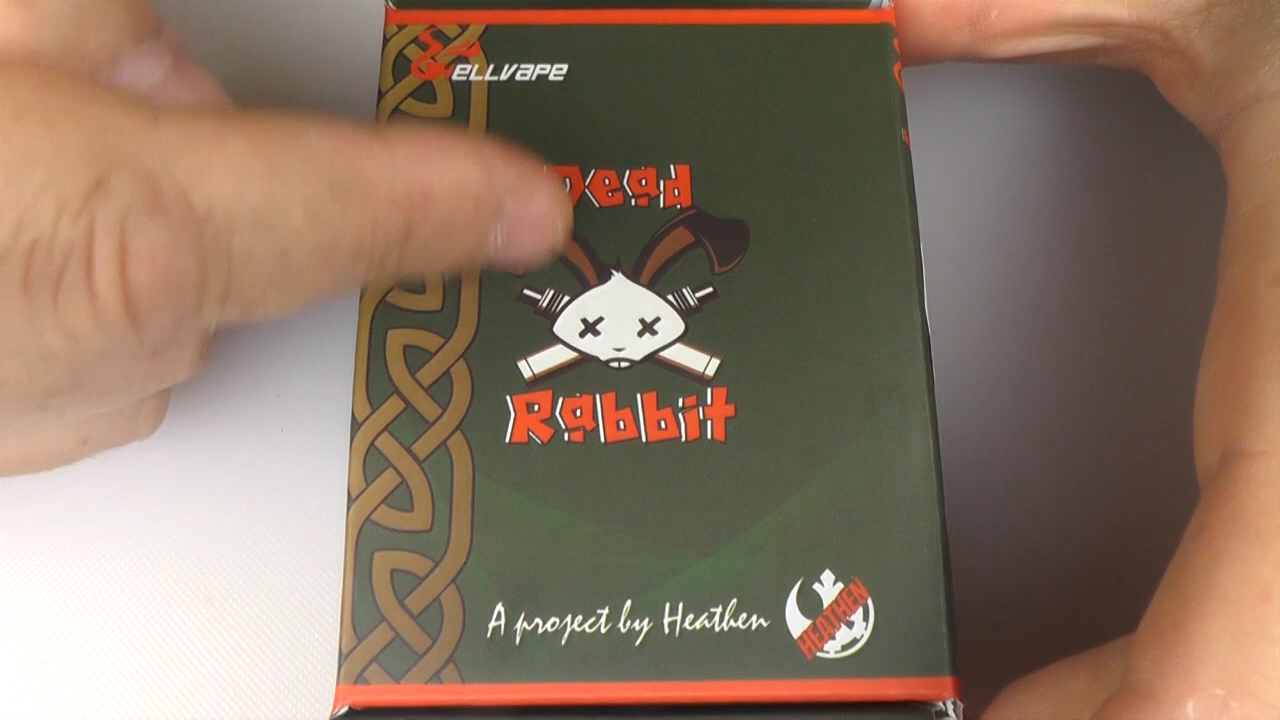 Hellvape
Dead
Rabbit
A project by Heathen
HEATHEN